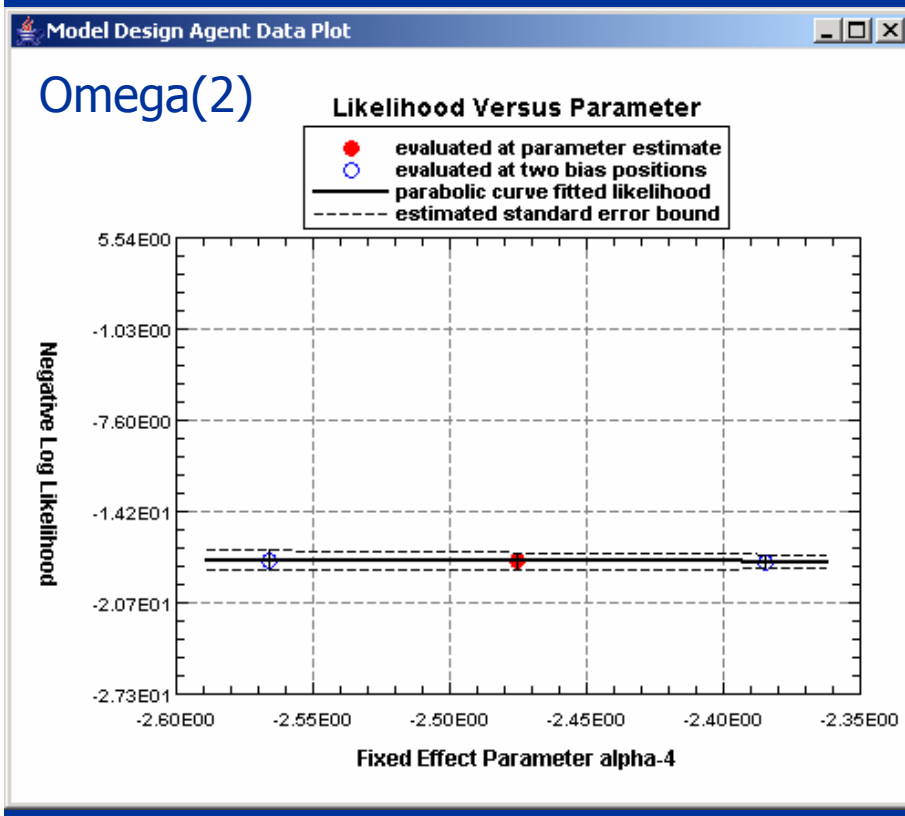 Model Design Agent Data Plot
Omega(2)
Likelihood Versus Parameter
evaluated at parameter estimate
evaluated at two bias positions
parabolic curve fitted likelihood
estimated standard error bound
5.54E00
-1.03E00
-7.60E00
-1.42E01
-2.07E01
-2.73E01
Negative Log Likelihood
-2.60E00 -2.55E00 -2.50E00 -2.45E00 -2.40E00 -2.35E00
Fixed Effect Parameter alpha-4